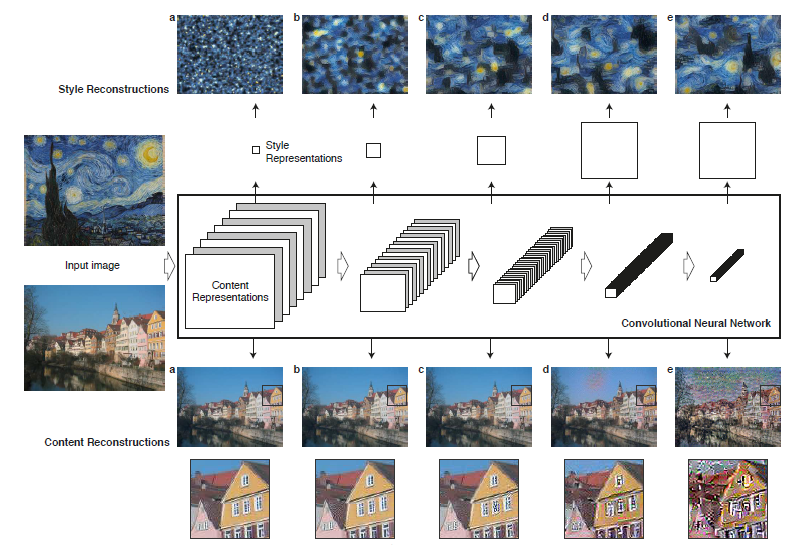 a b c d e
Style Reconstructions
Style
Representations
Input image
Content
Representations
Convolutional Neural Network
a b c d e
Content Reconstructions